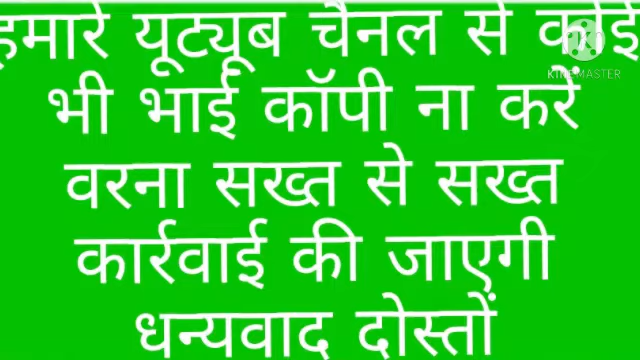 हमारे यूट्यूब चैनल से कोई
भी भाई कॉपी ना करें
वरना सख्त से सख्त
कार्रवाई की जाएगी
धन्यवाद दोस्तों
KINEMASTER